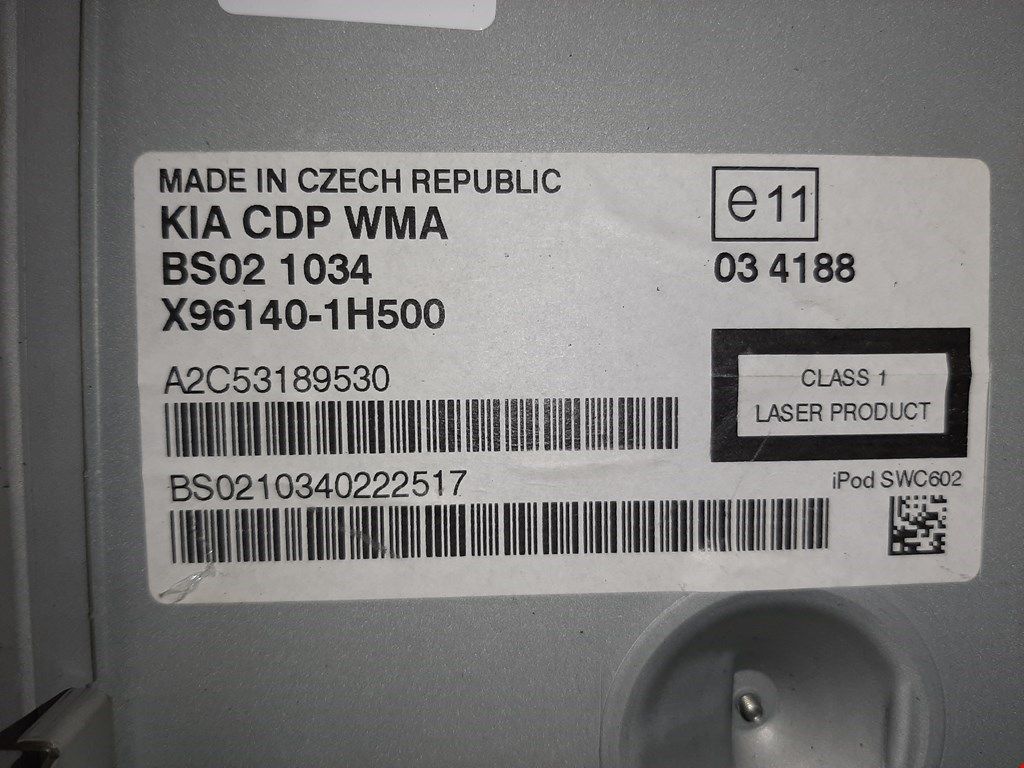 MADE IN CZECH REPUBLIC
KIA CDP WMA
BS02 1034
X96140-1H500
e11
03 4188
A2C53189530
CLASS 1
LASER PRODUCT
BS0210340222517
iPod SWC602